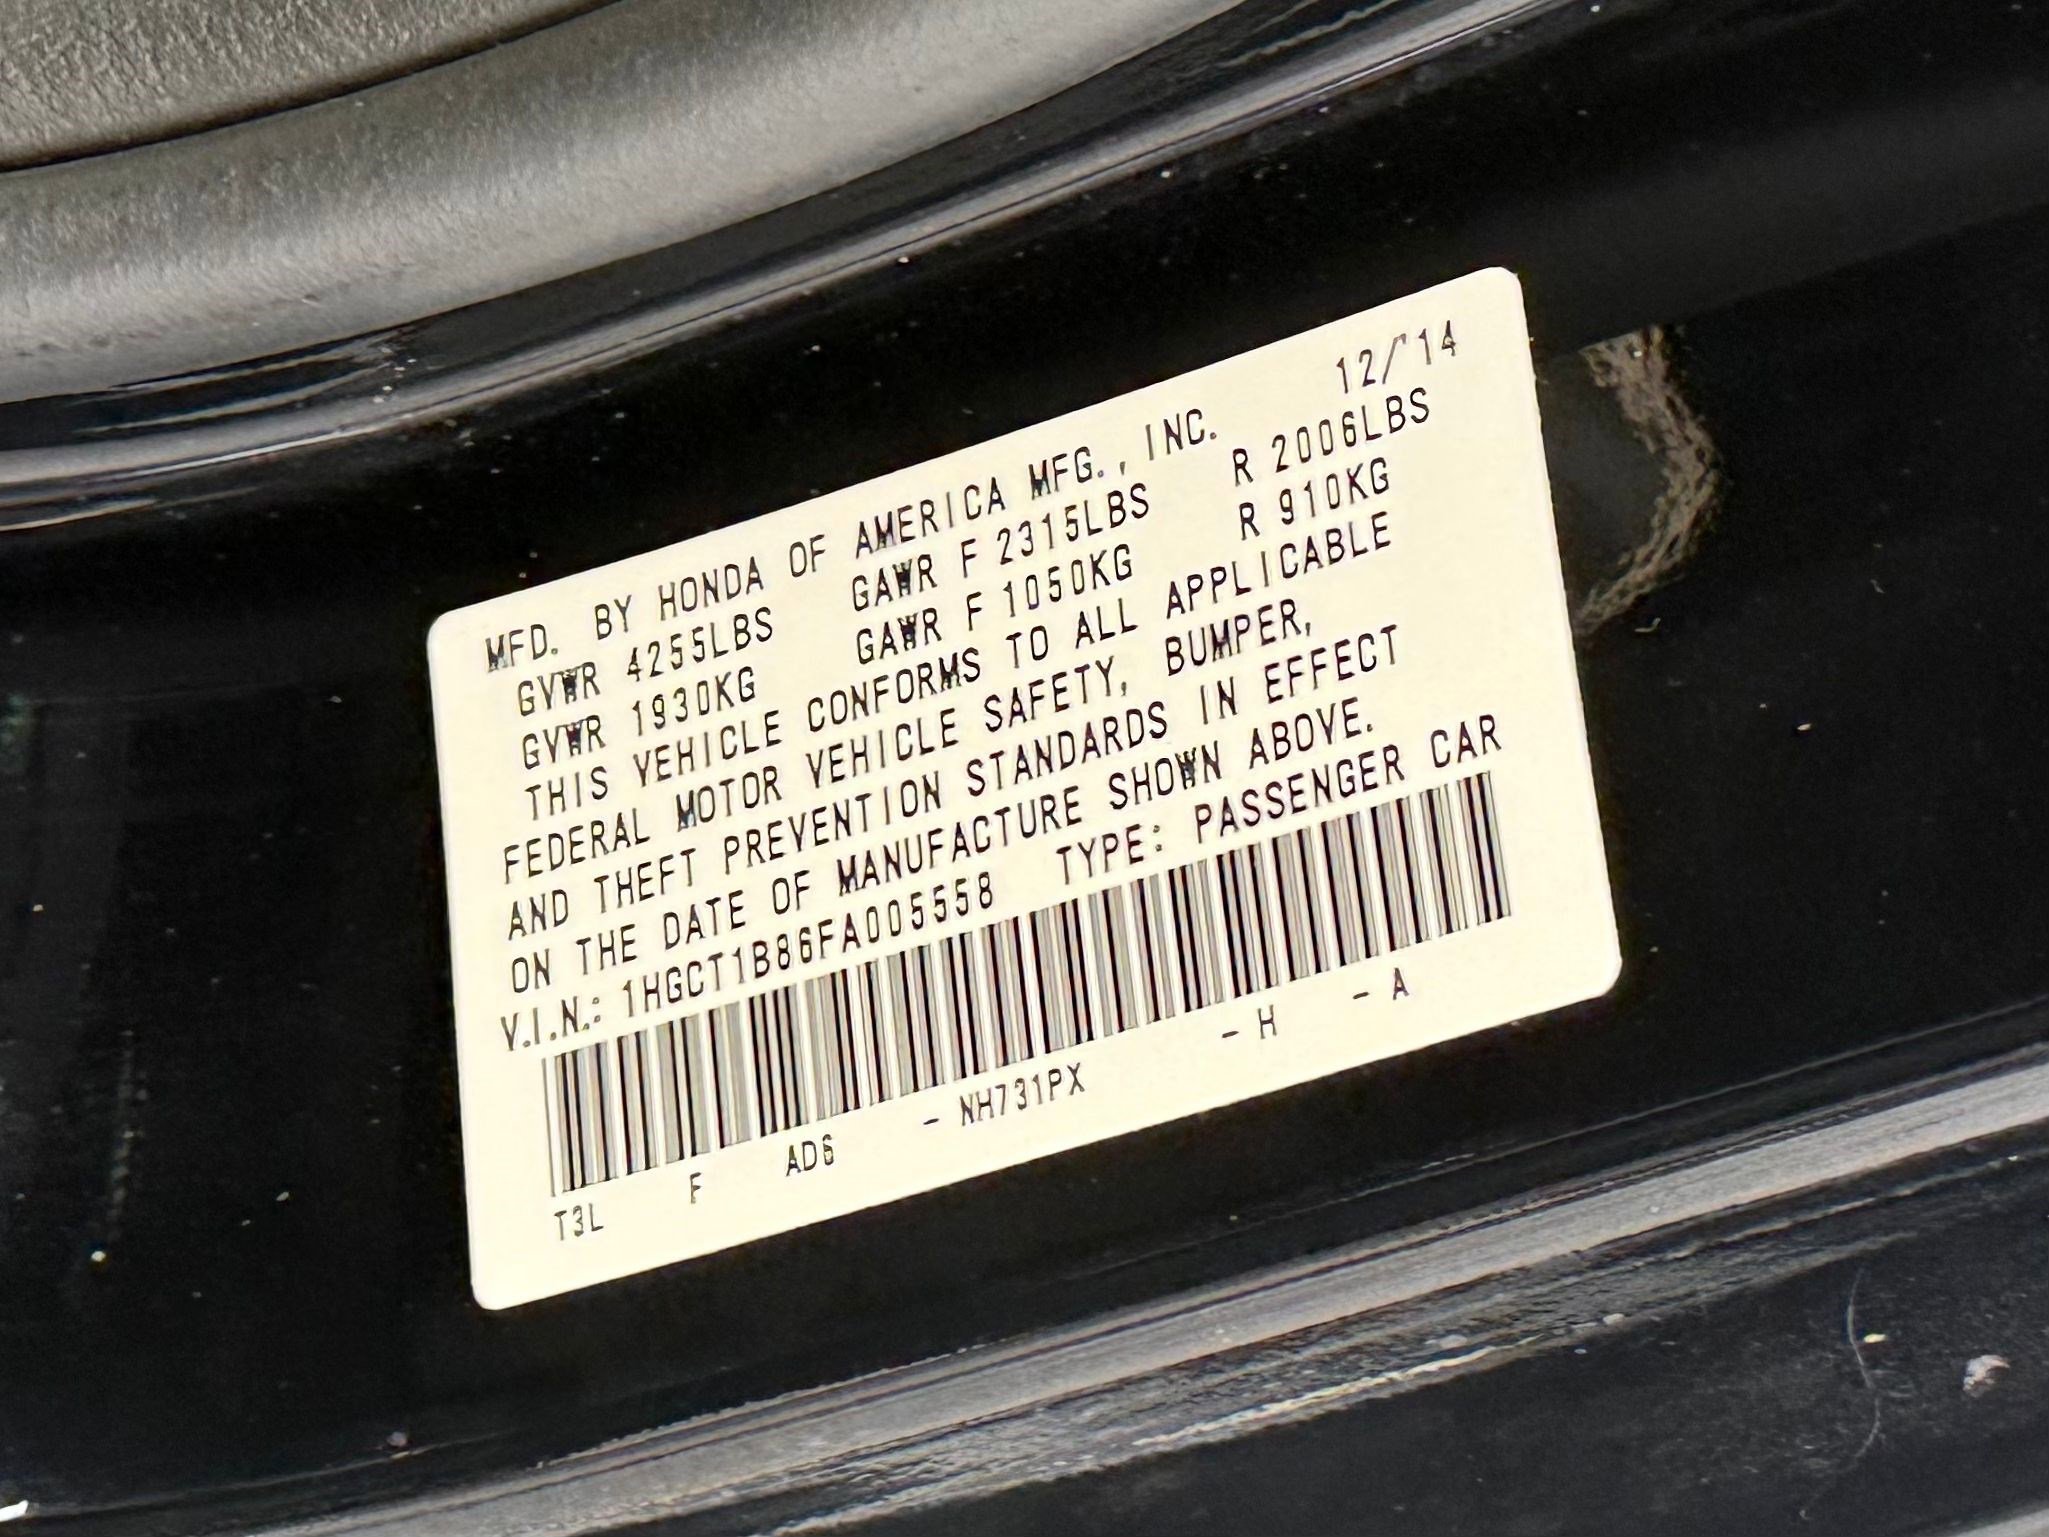 12/'14
MFD. BY HONDA OF AMERICA MFG., INC.
GVWR 4255LBS GAWR F 2315LBS R 2006LBS
GVWR 1930KG GAWR F 1050KG R 910KG
THIS VEHICLE CONFORMS TO ALL APPLICABLE
FEDERAL MOTOR VEHICLE SAFETY, BUMPER,
AND THEFT PREVENTION STANDARDS IN EFFECT
ON THE DATE OF MANUFACTURE SHOWN ABOVE.
V.I.N.: 1HGCT1B86FA005558 TYPE: PASSENGER CAR
T3L F AD6 - NH731PX - H - A